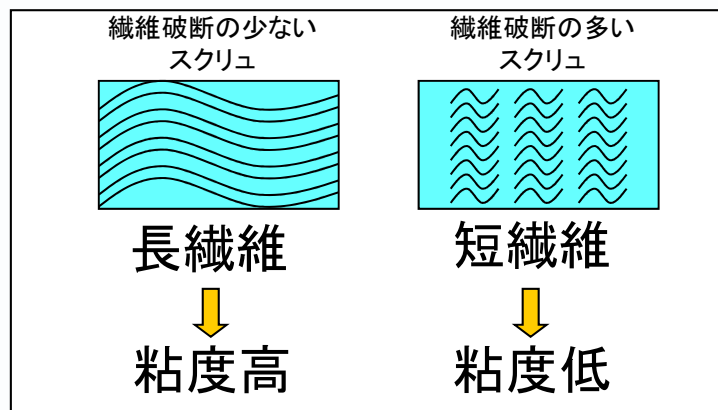 繊維破断の少ない
スクリュ
長繊維
粘度高
繊維破断の多い
スクリュ
短繊維
粘度低